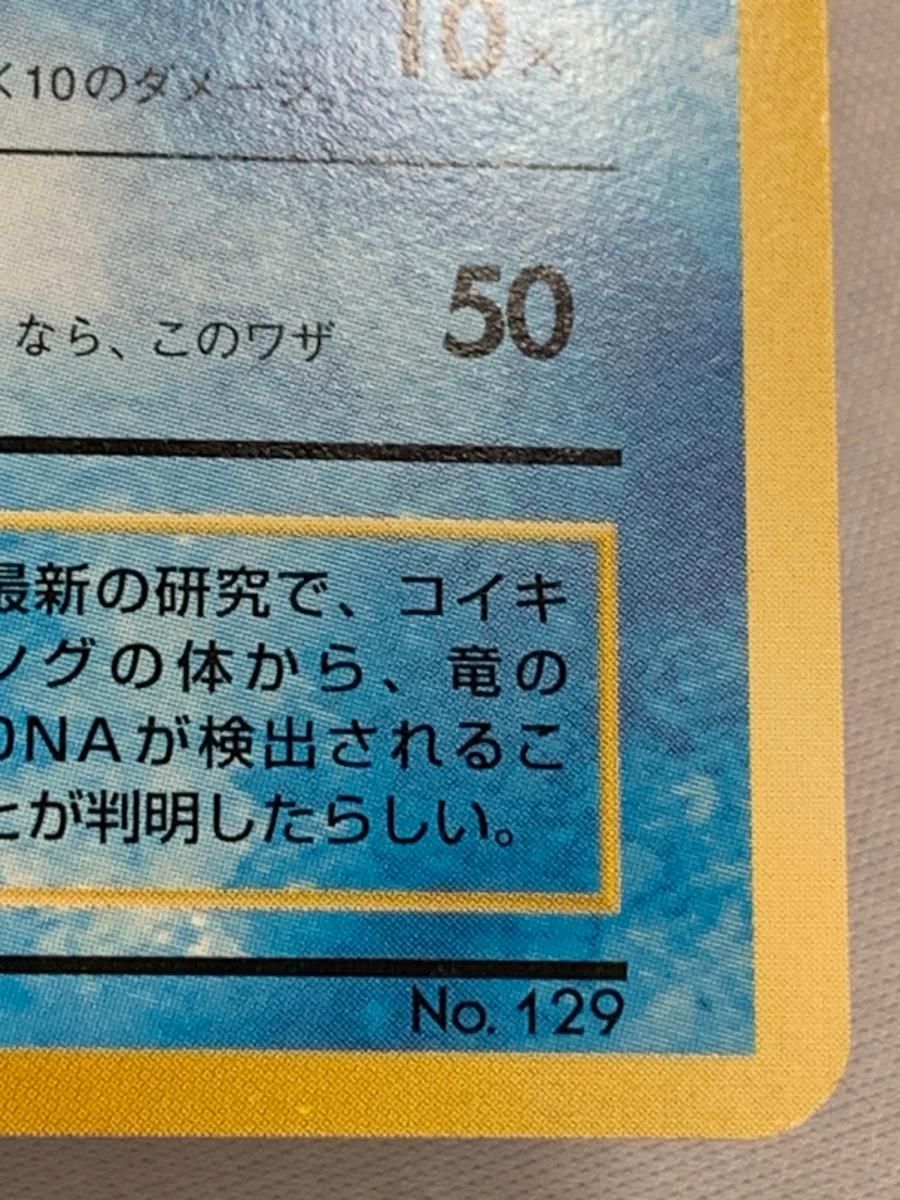 10×
く10のダメージ。
50
なら、このワザ
最新の研究で、コイキ
ングの体から、竜の
DNAが検出されるこ
とが判明したらしい。
No. 129